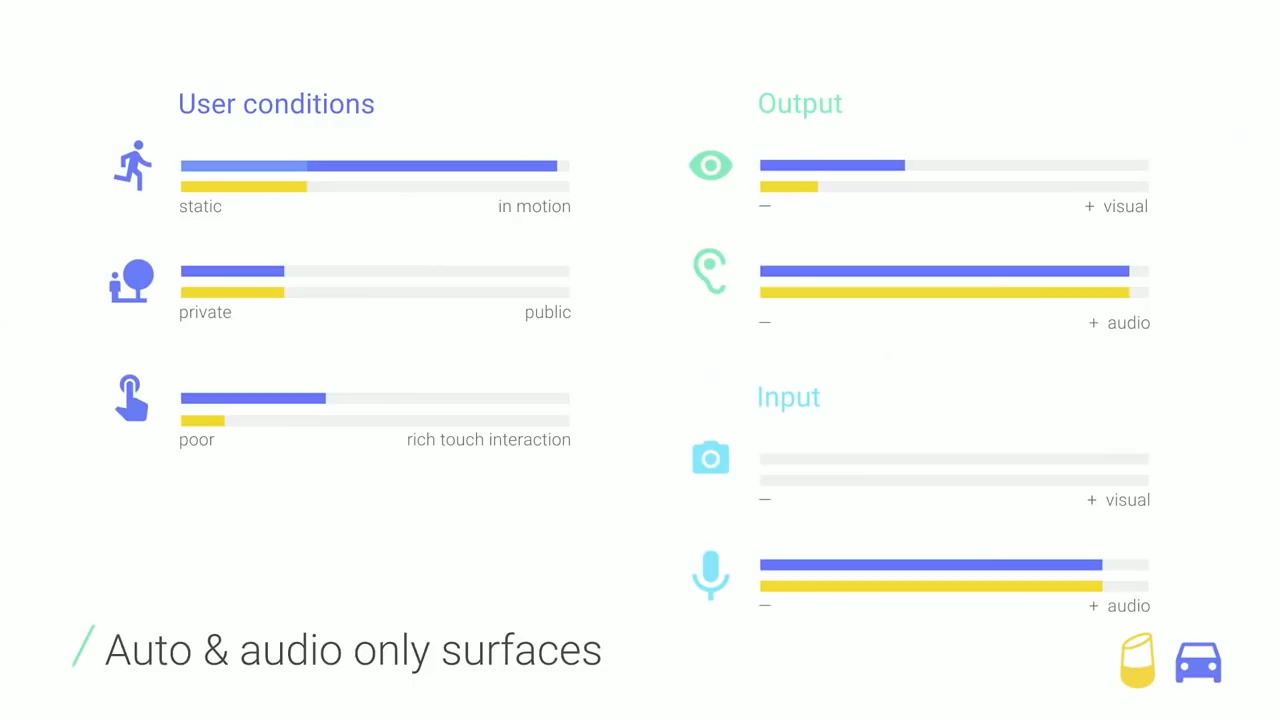 User conditions
static in motion
private public
poor rich touch interaction
Output
– + visual
– + audio
Input
– + visual
– + audio
/ Auto & audio only surfaces